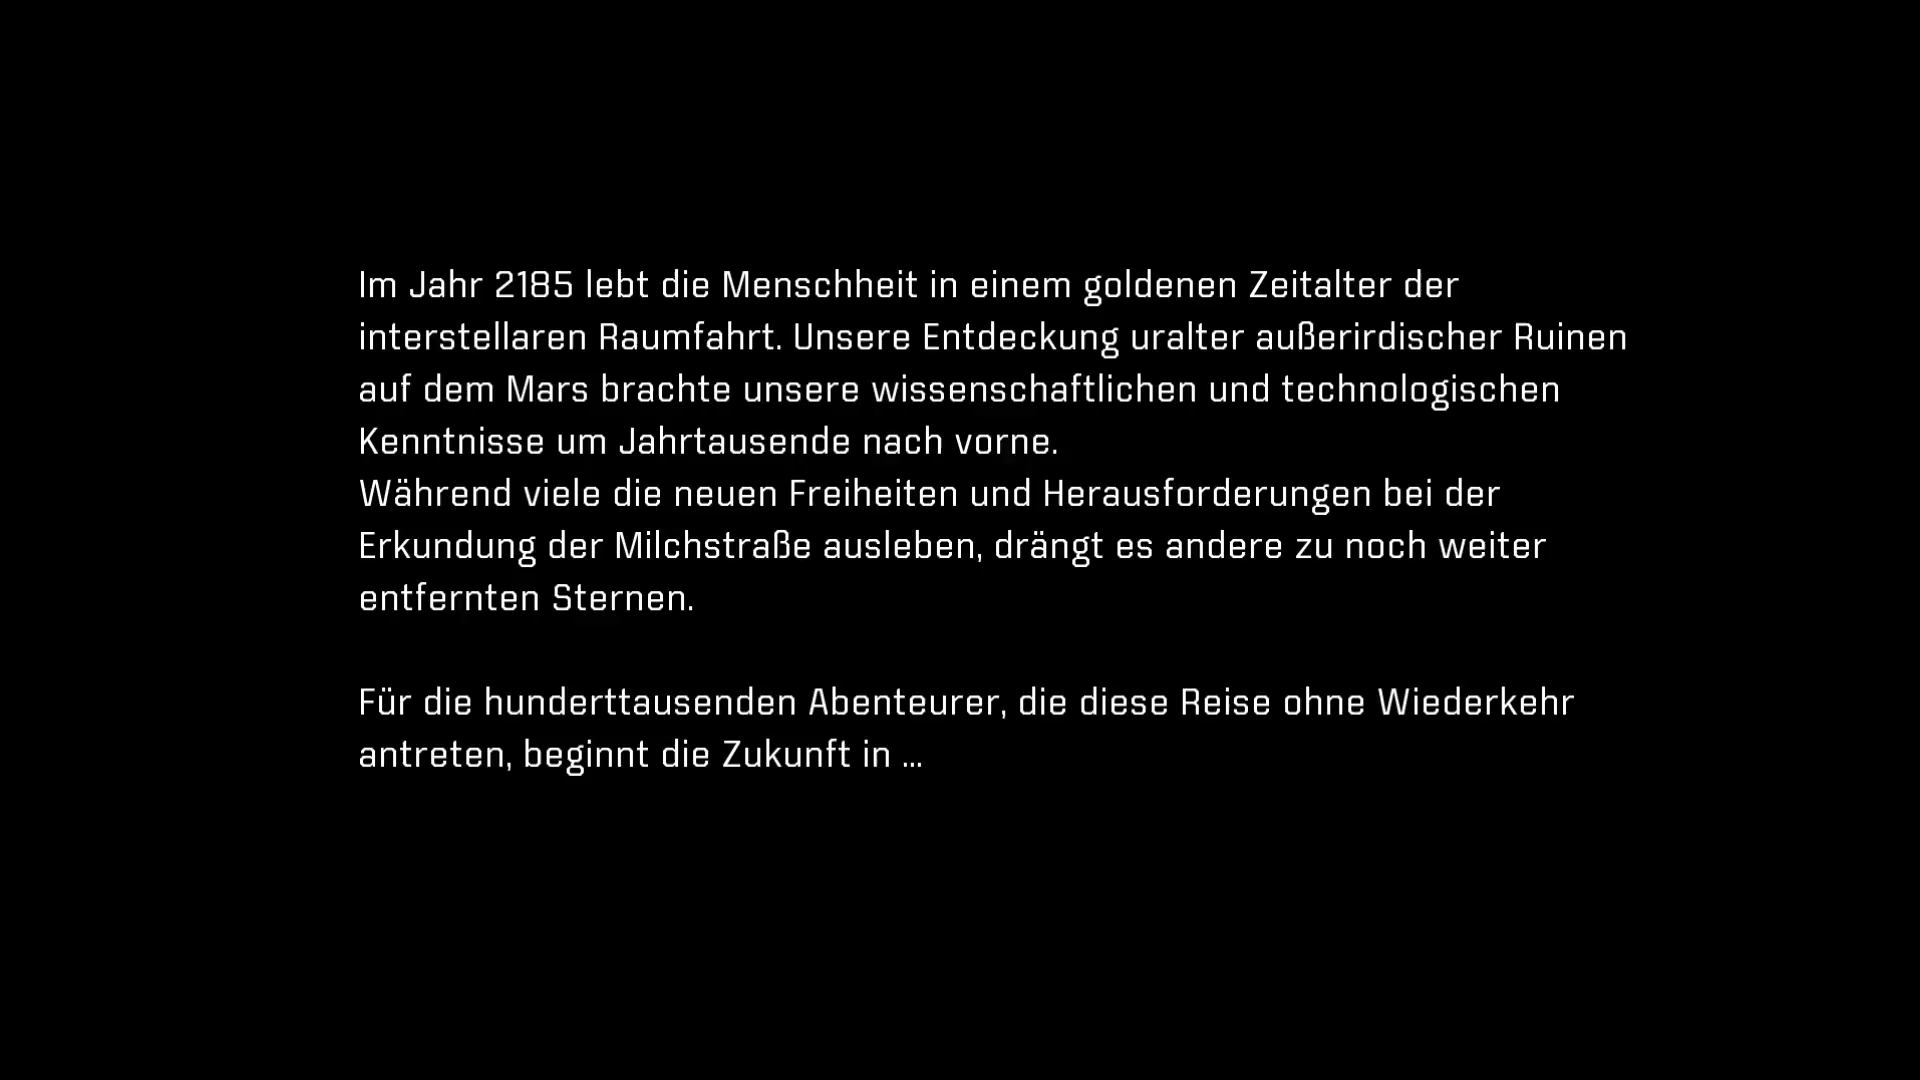 Im Jahr 2185 lebt die Menschheit in einem goldenen Zeitalter der
interstellaren Raumfahrt. Unsere Entdeckung uralter außerirdischer Ruinen
auf dem Mars brachte unsere wissenschaftlichen und technologischen
Kenntnisse um Jahrtausende nach vorne.
Während viele die neuen Freiheiten und Herausforderungen bei der
Erkundung der Milchstraße ausleben, drängt es andere zu noch weiter
entfernten Sternen.
Für die hunderttausenden Abenteurer, die diese Reise ohne Wiederkehr
antreten, beginnt die Zukunft in ...